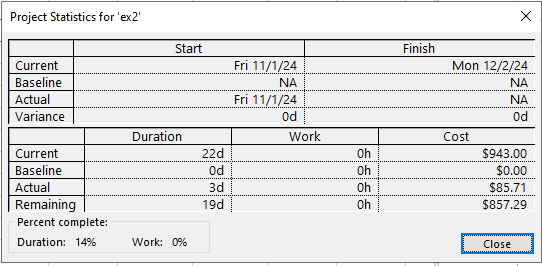 Project Statistics for 'ex2'
Start Finish
Current Fri 11/1/24 Mon 12/2/24
Baseline NA NA
Actual Fri 11/1/24 NA
Variance 0d 0d
Duration Work Cost
Current 22d 0h $943.00
Baseline 0d 0h $0.00
Actual 3d 0h $85.71
Remaining 19d 0h $857.29
Percent complete:
Duration: 14% Work: 0% Close